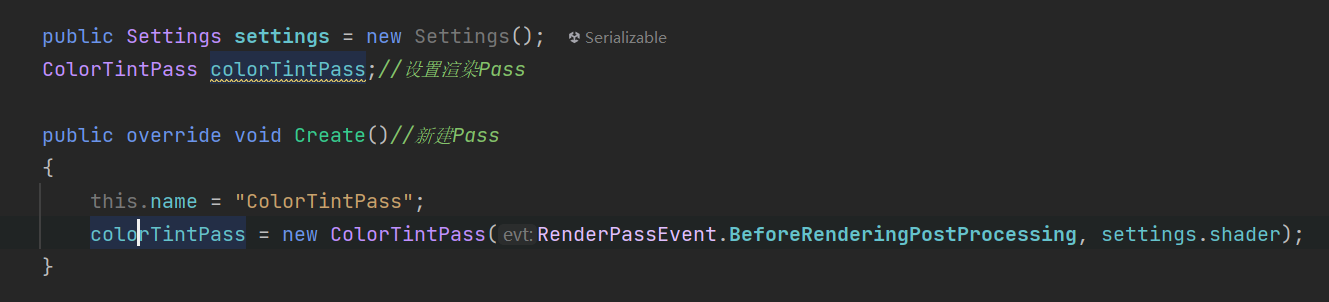 public Settings settings = new Settings(); Serializable
ColorTintPass colorTintPass;//设置渲染Pass
public override void Create()//新建Pass
{
this.name = "ColorTintPass";
colorTintPass = new ColorTintPass(evt:RenderPassEvent.BeforeRenderingPostProcessing, settings.shader);
}